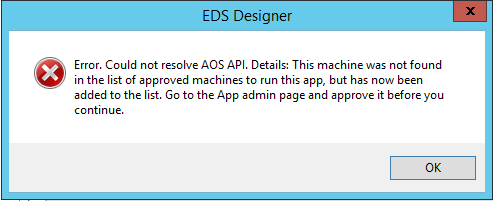 EDS Designer
x
Error. Could not resolve AOS API. Details: This machine was not found
in the list of approved machines to run this app, but has now been
added to the list. Go to the App admin page and approve it before you
continue.
OK